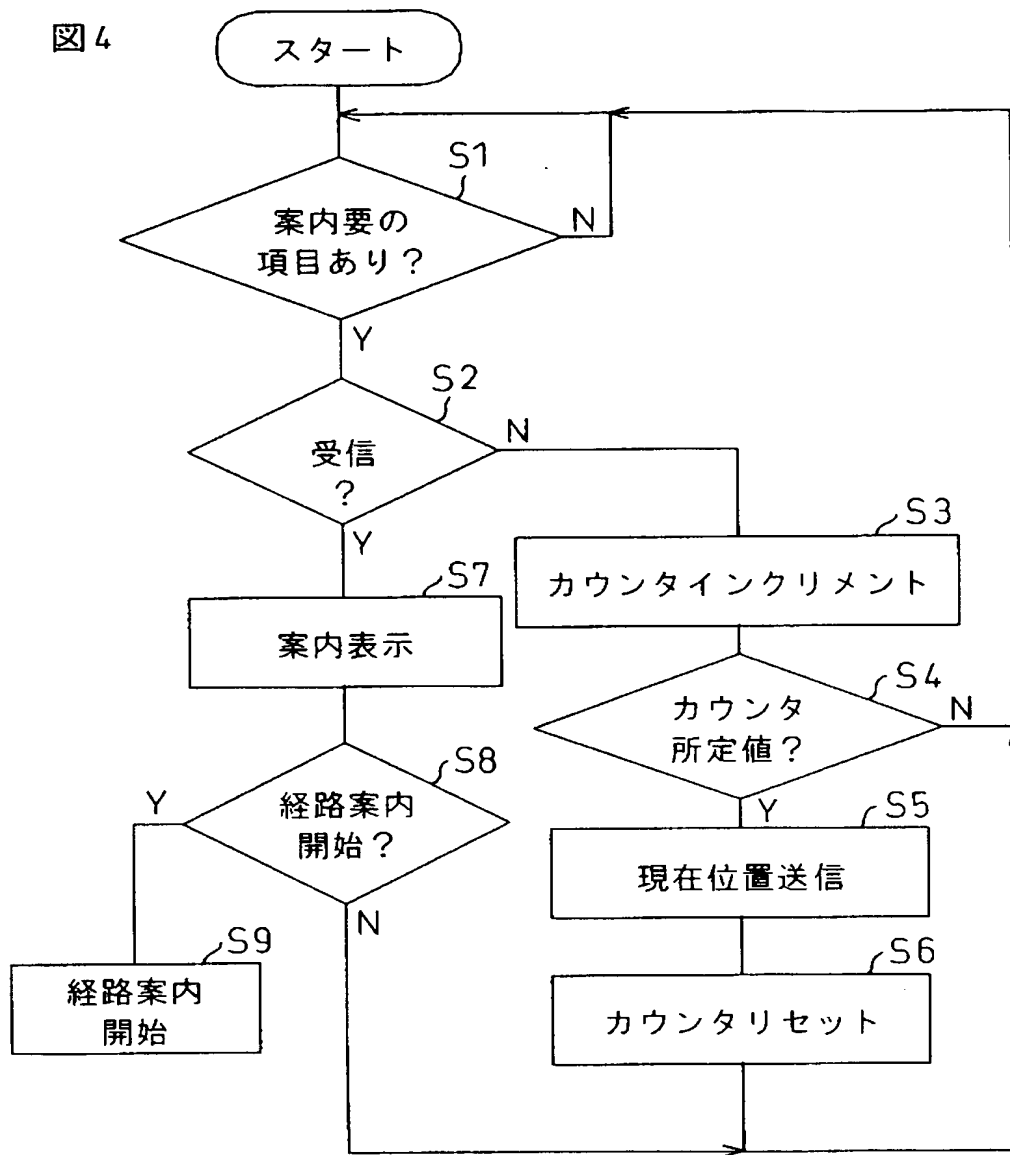 図4
スタート
S1
案内要の
項目あり?
N
Y
S2
受信
?
N
Y
S3
カウンタインクリメント
S7
案内表示
S4
カウンタ
所定値?
N
Y
S8
経路案内
開始?
Y
N
S5
現在位置送信
S9
経路案内
開始
S6
カウンタリセット